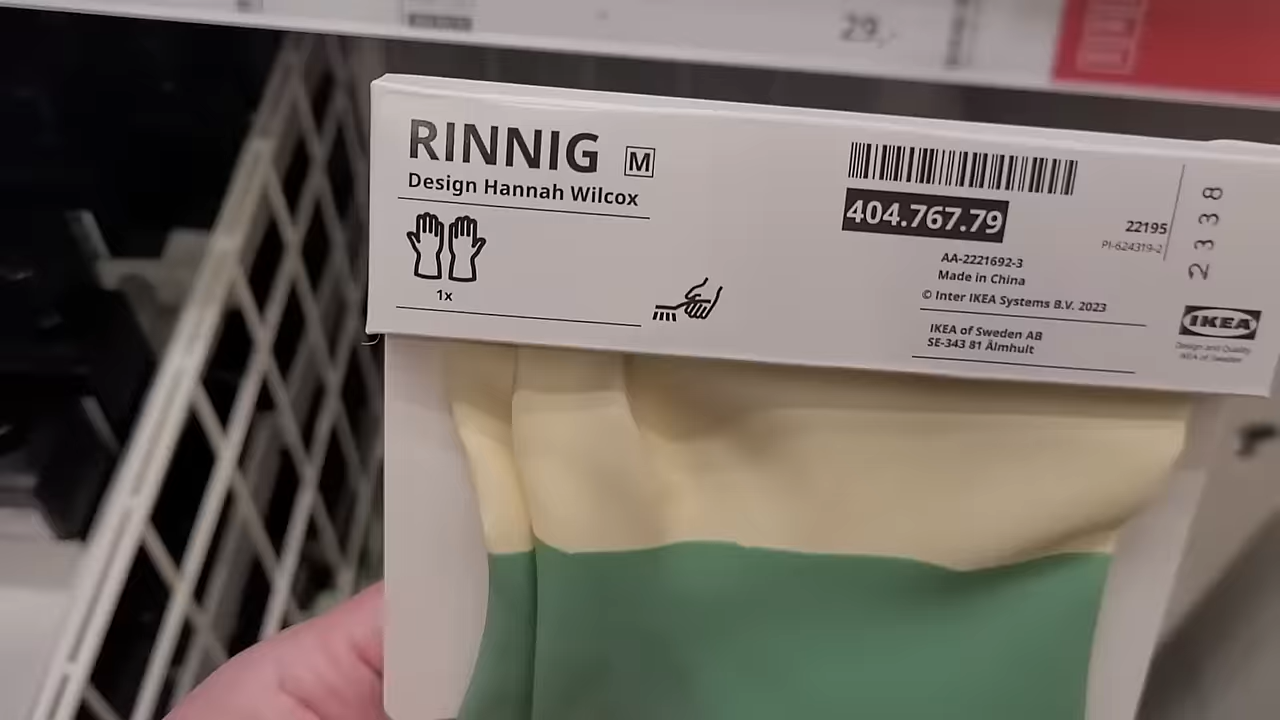 29,-
RINNIG M
Design Hannah Wilcox
1x
404.767.79
22195
PI-624319-2
AA-2221692-3
Made in China
© Inter IKEA Systems B.V. 2023
IKEA of Sweden AB
SE-343 81 Älmhult
2338
IKEA
Design and Quality
IKEA of Sweden